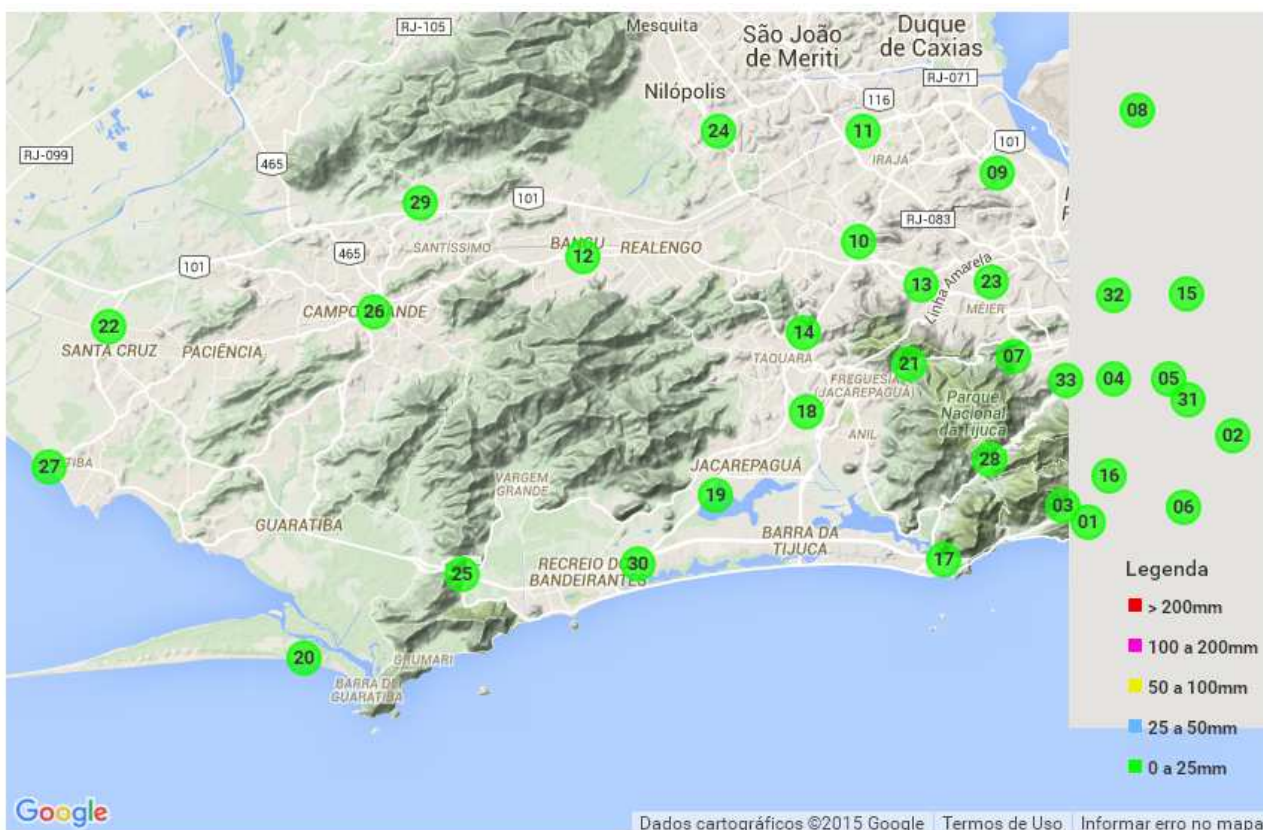 RJ-105
Mesquita
São João
de Meriti
Duque
de Caxias
RJ-071
Nilópolis
116
08
24
11
101
RJ-099
465
IRAJÁ
09
29
101
RJ-083
SANTÍSSIMO
BANGU
REALENGO
10
12
465
101
Linha Amarela
13
23
MÉIER
32
15
22
CAMPO GRANDE
26
SANTA CRUZ
PACIÊNCIA
14
TAQUARA
21
07
FREGUESIA
(JACAREPAGUÁ)
33
04
05
31
Parque
Nacional
da Tijuca
18
ANIL
02
27
TIBA
28
JACAREPAGUÁ
VARGEM
GRANDE
19
16
03
01
06
GUARATIBA
BARRA DA
TIJUCA
17
25
RECREIO DOS
BANDEIRANTES
30
20
GRUMARI
BARRA DE
GUARATIBA
Legenda
> 200mm
100 a 200mm
50 a 100mm
25 a 50mm
0 a 25mm
Google
Dados cartográficos ©2015 Google
Termos de Uso
Informar erro no mapa